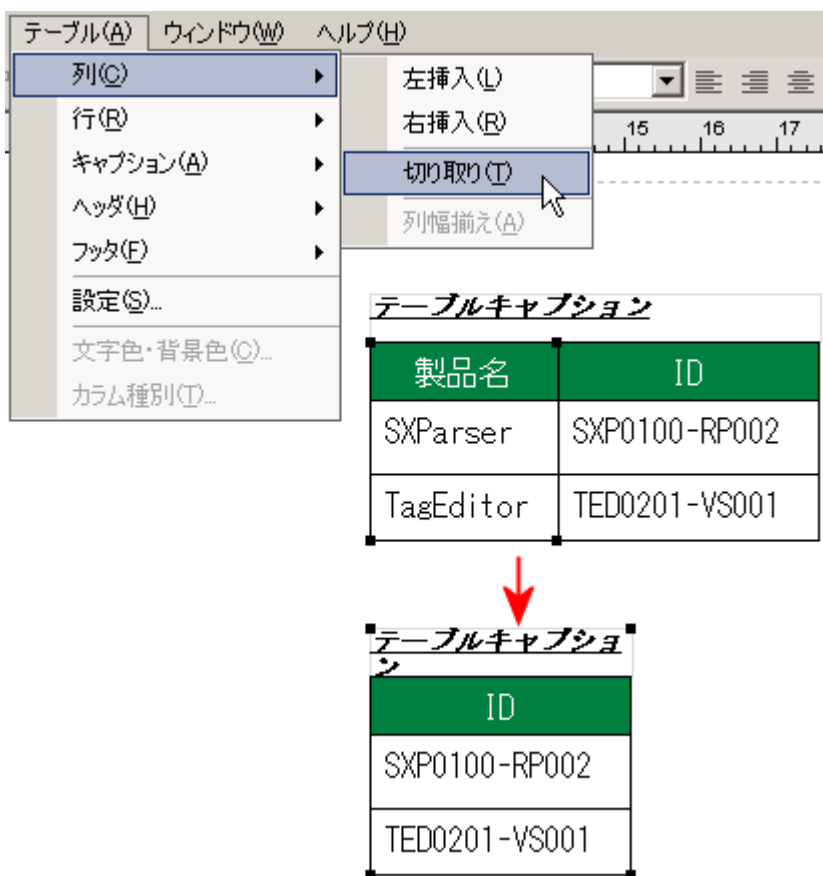 テーブル(A) ウィンドウ(W) ヘルプ(H)
列(C)
行(R)
キャプション(A)
ヘッダ(H)
フッタ(F)
設定(S)...
文字色・背景色(C)...
カラム種別(T)...
左挿入(L)
右挿入(R)
切り取り(T)
列幅揃え(A)
15 16 17
テーブルキャプション
製品名 ID
SXParser SXP0100-RP002
TagEditor TED0201-VS001
テーブルキャプショ
ン
ID
SXP0100-RP002
TED0201-VS001